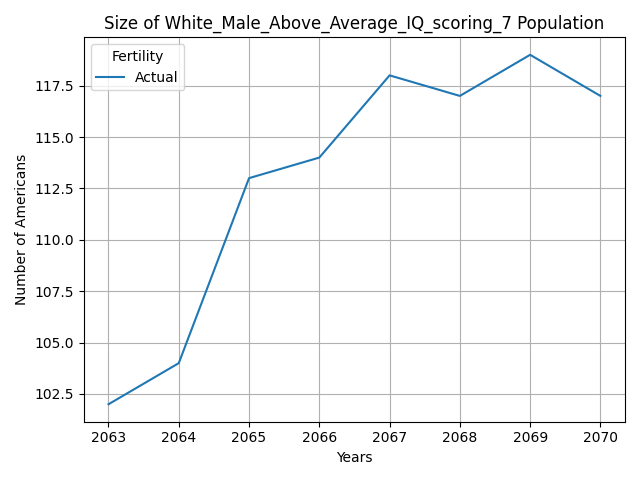 Size of White_Male_Above_Average_IQ_scoring_7 Population
Fertility
Actual
117.5
115.0
112.5
110.0
107.5
105.0
102.5
Number of Americans
2063 2064 2065 2066 2067 2068 2069 2070
Years